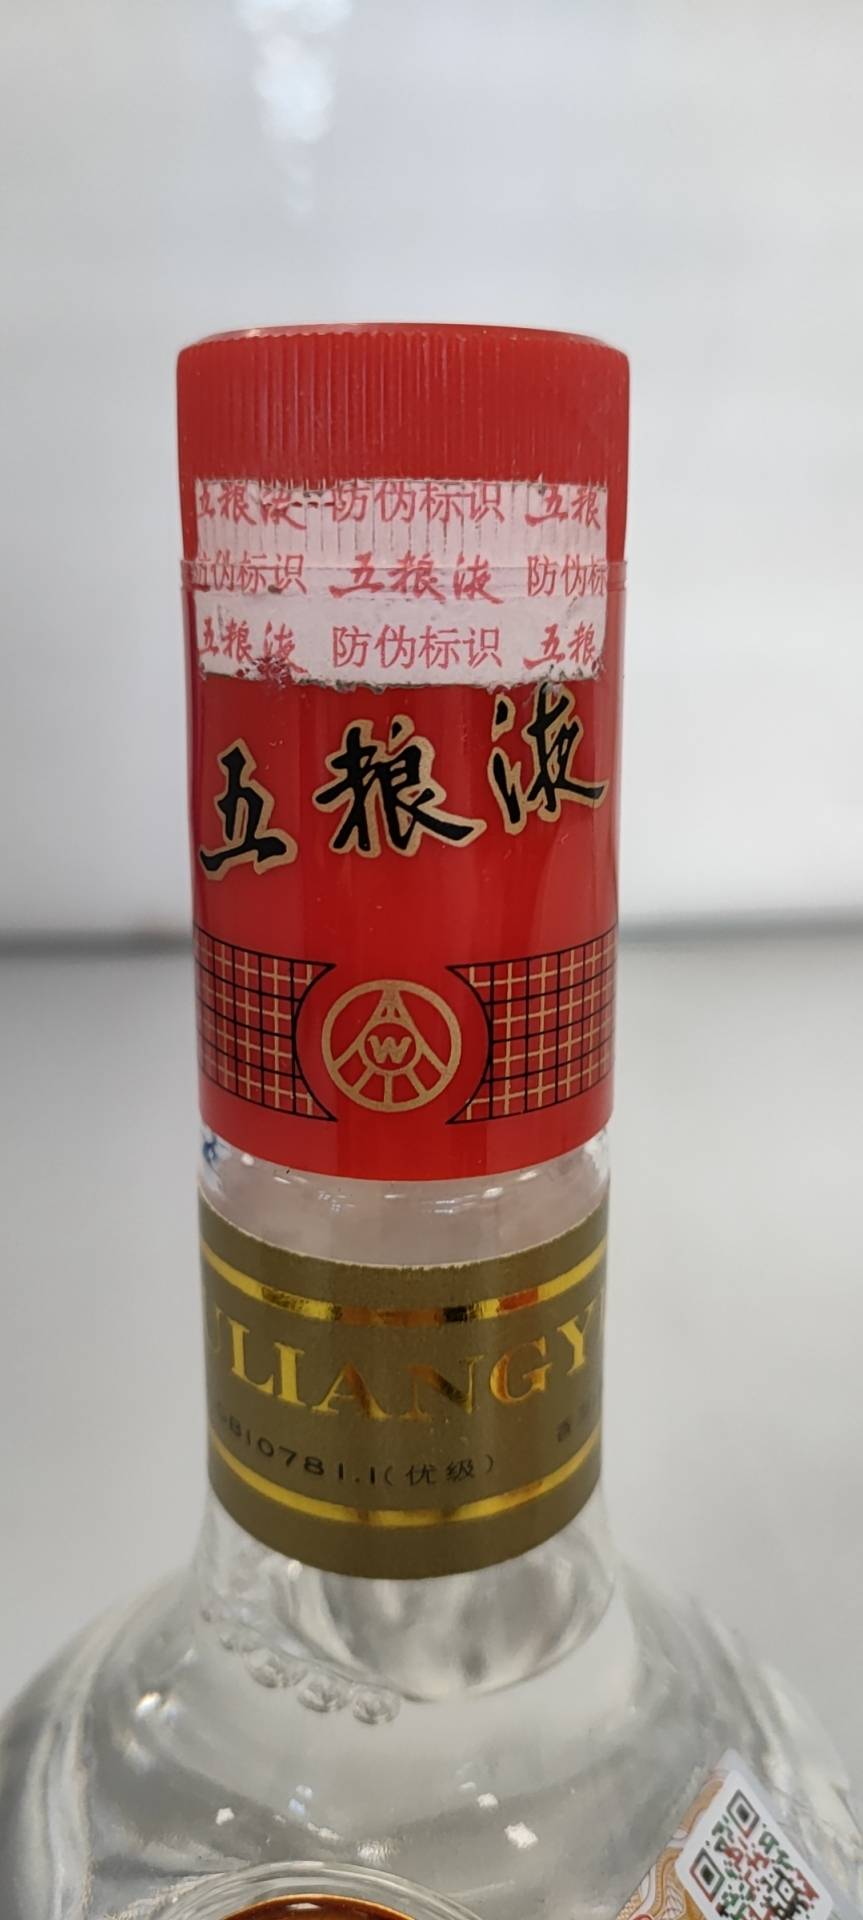 五粮液 防伪标识 五粮
防伪标识 五粮液 防伪标
五粮液 防伪标识 五粮
五粮液
W
ULIANGY
GB10781.1(优级)